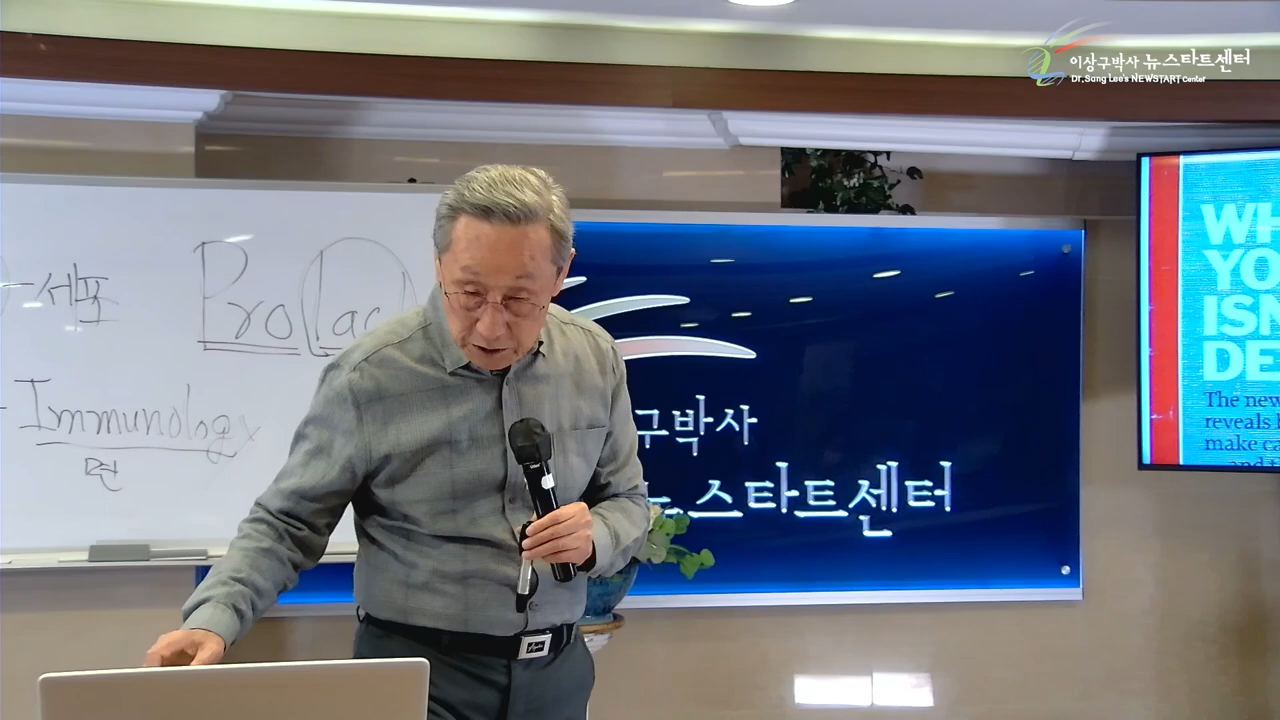 이상구박사 뉴스타트센터
Dr. Sang Lee's NEWSTART Center
세포
Prolac
Immunology
면
구박사
뉴스타트센터
WH
YO
ISN
DE
The new
reveals
make ca